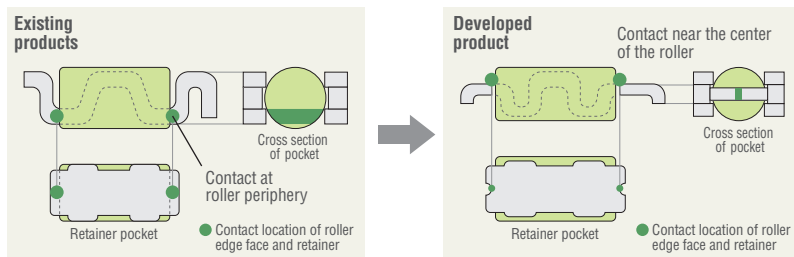 Existing
products
Cross section
of pocket
Contact at
roller periphery
Retainer pocket
Contact location of roller
edge face and retainer
Developed
product
Contact near the center
of the roller
Cross section
of pocket
Retainer pocket
Contact location of roller
edge face and retainer